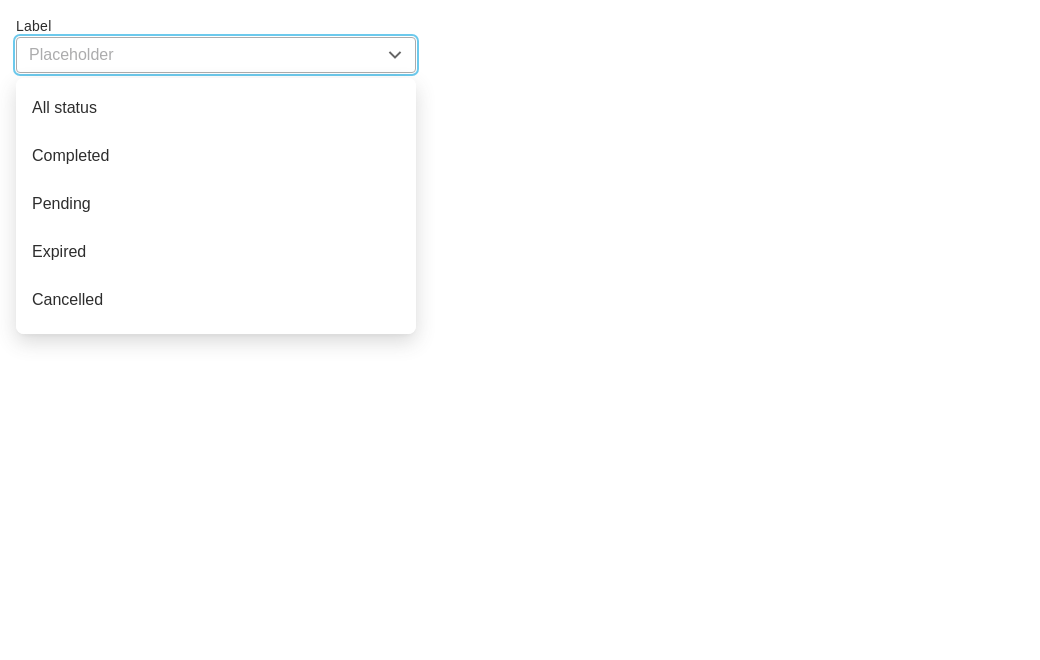 Label
Placeholder
All status
Completed
Pending
Expired
Cancelled